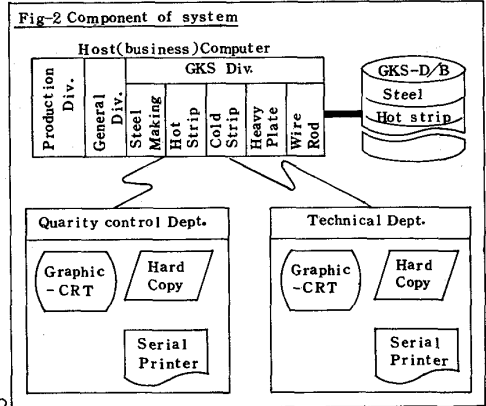 Fig-2 Component of system
Host(business)Computer
Production Div.
General Div.
GKS Div.
Steel Making
Hot Strip
Cold Strip
Heavy Plate
Wire Rod
GKS-D/B
Steel
Hot strip
Quarity control Dept.
Graphic
-CRT
Hard
Copy
Serial
Printer
Technical Dept.
Graphic
-CRT
Hard
Copy
Serial
Printer